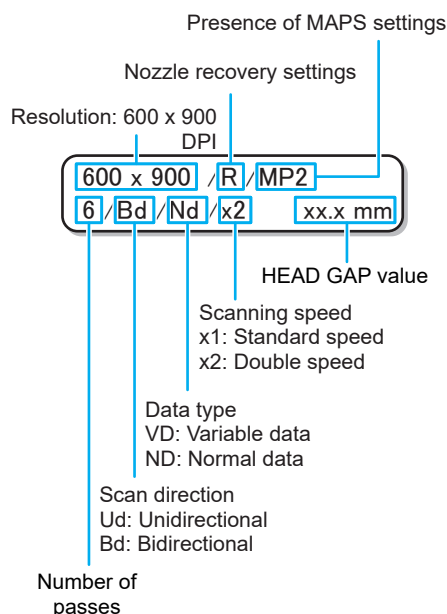 Presence of MAPS settings
Nozzle recovery settings
Resolution: 600 x 900
DPI
600 x 900 /R/MP2
6/Bd/Nd/x2 xx.x mm
HEAD GAP value
Scanning speed
x1: Standard speed
x2: Double speed
Data type
VD: Variable data
ND: Normal data
Scan direction
Ud: Unidirectional
Bd: Bidirectional
Number of
passes